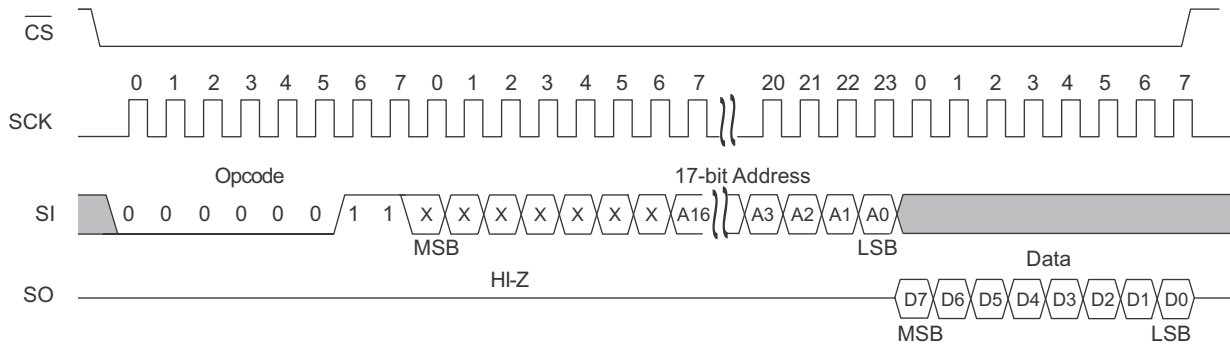 CS
0 1 2 3 4 5 6 7 0 1 2 3 4 5 6 7 20 21 22 23 0 1 2 3 4 5 6 7
SCK
Opcode 17-bit Address
SI 0 0 0 0 0 0 1 1 X X X X X X X A16 A3 A2 A1 A0
MSB LSB
HI-Z Data
SO D7 D6 D5 D4 D3 D2 D1 D0
MSB LSB